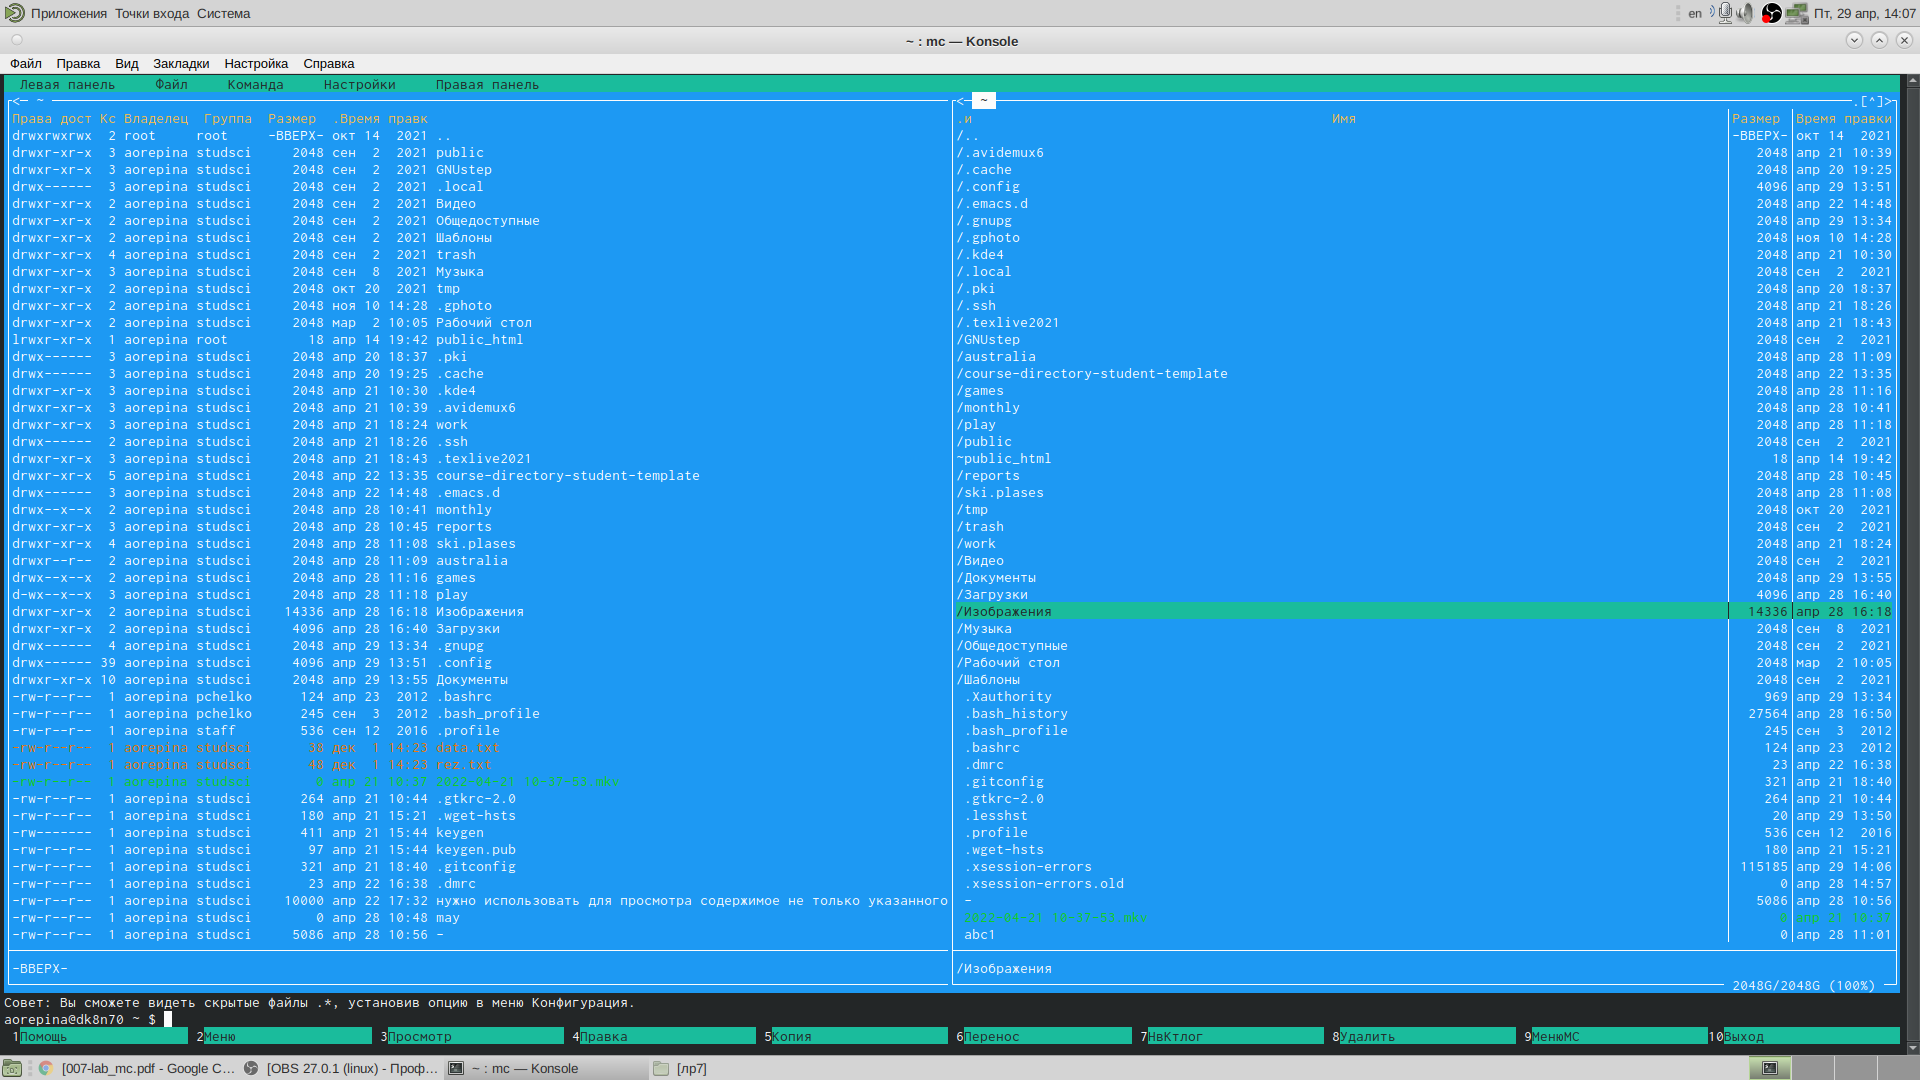 Приложения Точки входа Система
en
Пт, 29 апр, 14:07
~ : mc — Konsole
Файл Правка Вид Закладки Настройка Справка
Левая панель Файл Команда Настройки Правая панель
<— ~
Права дост Кс Владелец Группа Размер .Время правк
drwxrwxrwx 2 root root -ВВЕРХ- окт 14 2021 ..
drwxr-xr-x 3 aorepina studsci 2048 сен 2 2021 public
drwxr-xr-x 3 aorepina studsci 2048 сен 2 2021 GNUstep
drwx------ 3 aorepina studsci 2048 сен 2 2021 .local
drwxr-xr-x 2 aorepina studsci 2048 сен 2 2021 Видео
drwxr-xr-x 2 aorepina studsci 2048 сен 2 2021 Общедоступные
drwxr-xr-x 2 aorepina studsci 2048 сен 2 2021 Шаблоны
drwxr-xr-x 4 aorepina studsci 2048 сен 2 2021 trash
drwxr-xr-x 3 aorepina studsci 2048 сен 8 2021 Музыка
drwxr-xr-x 2 aorepina studsci 2048 окт 20 2021 tmp
drwxr-xr-x 2 aorepina studsci 2048 ноя 10 14:28 .gphoto
drwxr-xr-x 2 aorepina studsci 2048 мар 2 10:05 Рабочий стол
lrwxr-xr-x 1 aorepina root 18 апр 14 19:42 public_html
drwx------ 3 aorepina studsci 2048 апр 20 18:37 .pki
drwx------ 3 aorepina studsci 2048 апр 20 19:25 .cache
drwxr-xr-x 3 aorepina studsci 2048 апр 21 10:30 .kde4
drwxr-xr-x 3 aorepina studsci 2048 апр 21 10:39 .avidemux6
drwxr-xr-x 3 aorepina studsci 2048 апр 21 18:24 work
drwx------ 2 aorepina studsci 2048 апр 21 18:26 .ssh
drwxr-xr-x 3 aorepina studsci 2048 апр 21 18:43 .texlive2021
drwxr-xr-x 5 aorepina studsci 2048 апр 22 13:35 course-directory-student-template
drwx------ 3 aorepina studsci 2048 апр 22 14:48 .emacs.d
drwx--x--x 2 aorepina studsci 2048 апр 28 10:41 monthly
drwxr-xr-x 3 aorepina studsci 2048 апр 28 10:45 reports
drwxr-xr-x 4 aorepina studsci 2048 апр 28 11:08 ski.plases
drwxr--r-- 2 aorepina studsci 2048 апр 28 11:09 australia
drwx--x--x 2 aorepina studsci 2048 апр 28 11:16 games
d-wx--x--x 3 aorepina studsci 2048 апр 28 11:18 play
drwxr-xr-x 2 aorepina studsci 14336 апр 28 16:18 Изображения
drwxr-xr-x 2 aorepina studsci 4096 апр 28 16:40 Загрузки
drwx------ 4 aorepina studsci 2048 апр 29 13:34 .gnupg
drwx------ 39 aorepina studsci 4096 апр 29 13:51 .config
drwxr-xr-x 10 aorepina studsci 2048 апр 29 13:55 Документы
-rw-r--r-- 1 aorepina pchelko 124 апр 23 2012 .bashrc
-rw-r--r-- 1 aorepina pchelko 245 сен 3 2012 .bash_profile
-rw-r--r-- 1 aorepina staff 536 сен 12 2016 .profile
-rw-r--r-- 1 aorepina studsci 38 дек 1 14:23 data.txt
-rw-r--r-- 1 aorepina studsci 48 дек 1 14:23 rez.txt
-rw-r--r-- 1 aorepina studsci 264 апр 21 10:44 .gtkrc-2.0
-rw-r--r-- 1 aorepina studsci 180 апр 21 15:21 .wget-hsts
-rw------- 1 aorepina studsci 411 апр 21 15:44 keygen
-rw-r--r-- 1 aorepina studsci 97 апр 21 15:44 keygen.pub
-rw-r--r-- 1 aorepina studsci 321 апр 21 18:40 .gitconfig
-rw-r--r-- 1 aorepina studsci 23 апр 22 16:38 .dmrc
-rw-r--r-- 1 aorepina studsci 10000 апр 22 17:32 нужно использовать для просмотра содержимое не только указанного
-rw-r--r-- 1 aorepina studsci 0 апр 28 10:48 may
-rw-r--r-- 1 aorepina studsci 5086 апр 28 10:56 -
-ВВЕРХ-
<— ~ .[^]>
.и Имя Размер Время правки
/.. -ВВЕРХ- окт 14 2021
/.avidemux6 2048 апр 21 10:39
/.cache 2048 апр 20 19:25
/.config 4096 апр 29 13:51
/.emacs.d 2048 апр 22 14:48
/.gnupg 2048 апр 29 13:34
/.gphoto 2048 ноя 10 14:28
/.kde4 2048 апр 21 10:30
/.local 2048 сен 2 2021
/.pki 2048 апр 20 18:37
/.ssh 2048 апр 21 18:26
/.texlive2021 2048 апр 21 18:43
/GNUstep 2048 сен 2 2021
/australia 2048 апр 28 11:09
/course-directory-student-template 2048 апр 22 13:35
/games 2048 апр 28 11:16
/monthly 2048 апр 28 10:41
/play 2048 апр 28 11:18
/public 2048 сен 2 2021
~public_html 18 апр 14 19:42
/reports 2048 апр 28 10:45
/ski.plases 2048 апр 28 11:08
/tmp 2048 окт 20 2021
/trash 2048 сен 2 2021
/work 2048 апр 21 18:24
/Видео 2048 сен 2 2021
/Документы 2048 апр 29 13:55
/Загрузки 4096 апр 28 16:40
/Изображения 14336 апр 28 16:18
/Музыка 2048 сен 8 2021
/Общедоступные 2048 сен 2 2021
/Рабочий стол 2048 мар 2 10:05
/Шаблоны 2048 сен 2 2021
.Xauthority 969 апр 29 13:34
.bash_history 27564 апр 28 16:50
.bash_profile 245 сен 3 2012
.bashrc 124 апр 23 2012
.dmrc 23 апр 22 16:38
.gitconfig 321 апр 21 18:40
.gtkrc-2.0 264 апр 21 10:44
.lesshst 20 апр 29 13:50
.profile 536 сен 12 2016
.wget-hsts 180 апр 21 15:21
.xsession-errors 115185 апр 29 14:06
.xsession-errors.old 0 апр 28 14:57
- 5086 апр 28 10:56
abc1 0 апр 28 11:01
/Изображения
2048G/2048G (100%)
Совет: Вы сможете видеть скрытые файлы .*, установив опцию в меню Конфигурация.
aorepina@dk8n70 ~ $
1Помощь 2Меню 3Просмотр 4Правка 5Копия 6Перенос 7НвКтлог 8Удалить 9МенюMC 10Выход
[007-lab_mc.pdf - Google C... [OBS 27.0.1 (linux) - Проф... ~ : mc — Konsole [лр7]